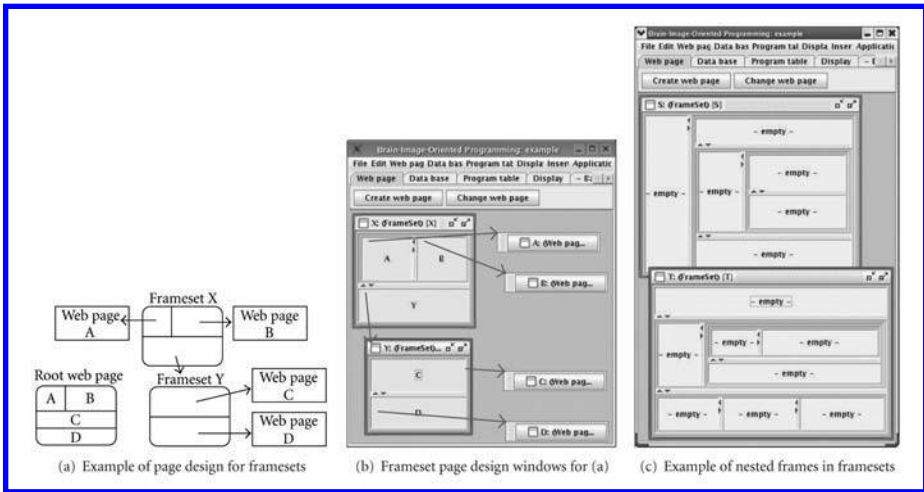 Frameset X
Web page
A
Web page
B
Root web page
A B
C
D
Frameset Y
Web page
C
Web page
D
(a) Example of page design for framesets
Brain-Image-Oriented Programming: example
File Edit Web pag Data bas Program tal Displa Inser Applicatic
Web page Data base Program table Display
Create web page Change web page
X: (FrameSet) [X]
A B
Y
A: (Web pag...
B: (Web pag...
Y: (FrameSet)...
C
D
C: (Web pag...
D: (Web pag...
(b) Frameset page design windows for (a)
Brain-Image-Oriented Programming: example
File Edit Web pag Data bas Program tal Displa Inser Applicatic
Web page Data base Program table Display
Create web page Change web page
S: (FrameSet) [S]
- empty -
- empty -
- empty -
- empty -
- empty -
- empty -
T: (FrameSet) [T]
- empty -
- empty -
- empty -
- empty -
- empty -
- empty -
- empty -
- empty -
(c) Example of nested frames in framesets